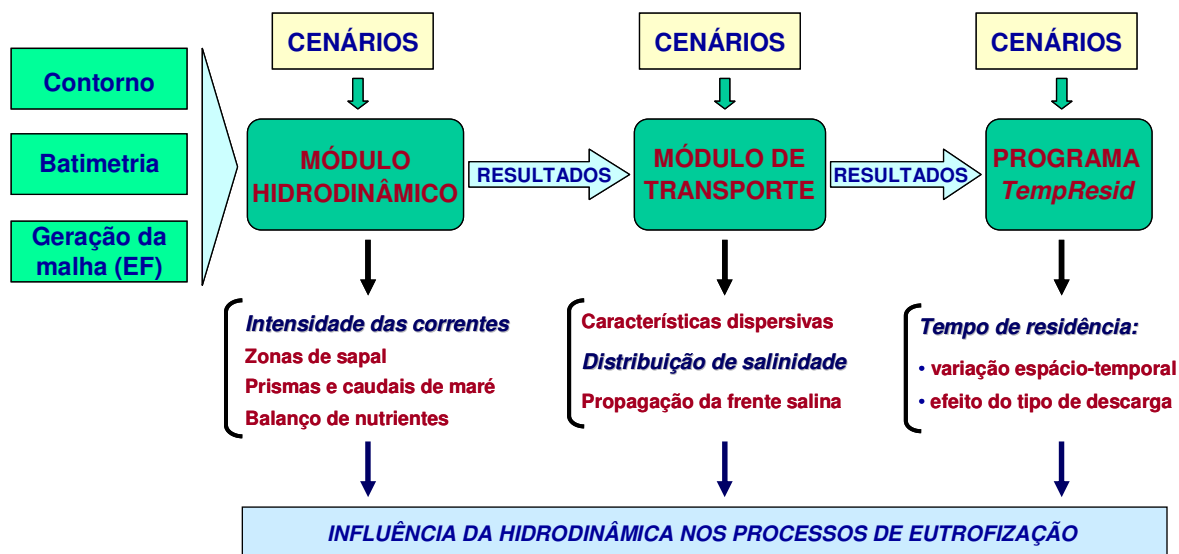 CENÁRIOS
CENÁRIOS
CENÁRIOS
Contorno
Batimetria
Geração da
malha (EF)
MÓDULO
HIDRODINÂMICO
RESULTADOS
MÓDULO DE
TRANSPORTE
RESULTADOS
PROGRAMA
TempResid
Intensidade das correntes
Zonas de sapal
Prismas e caudais de maré
Balanço de nutrientes
Características dispersivas
Distribuição de salinidade
Propagação da frente salina
Tempo de residência:
• variação espácio-temporal
• efeito do tipo de descarga
INFLUÊNCIA DA HIDRODINÂMICA NOS PROCESSOS DE EUTROFIZAÇÃO